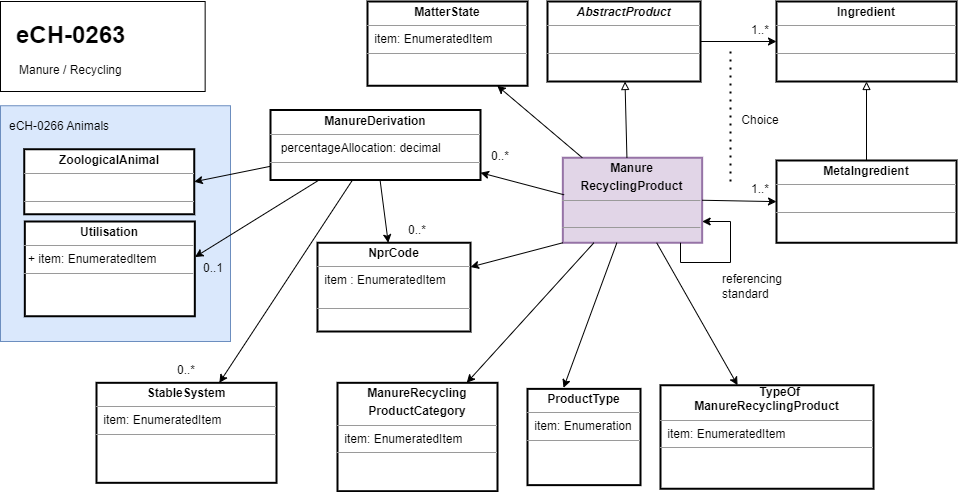 eCH-0263
Manure / Recycling
MatterState
item: EnumeratedItem
AbstractProduct
1..*
Ingredient
Choice
eCH-0266 Animals
ZoologicalAnimal
Utilisation
+ item: EnumeratedItem
0..1
ManureDerivation
percentageAllocation: decimal
0..*
Manure
RecyclingProduct
1..*
MetaIngredient
referencing
standard
0..*
NprCode
item : EnumeratedItem
0..*
StableSystem
item: EnumeratedItem
ManureRecycling
ProductCategory
item: EnumeratedItem
ProductType
item: Enumeration
TypeOf
ManureRecyclingProduct
item: EnumeratedItem